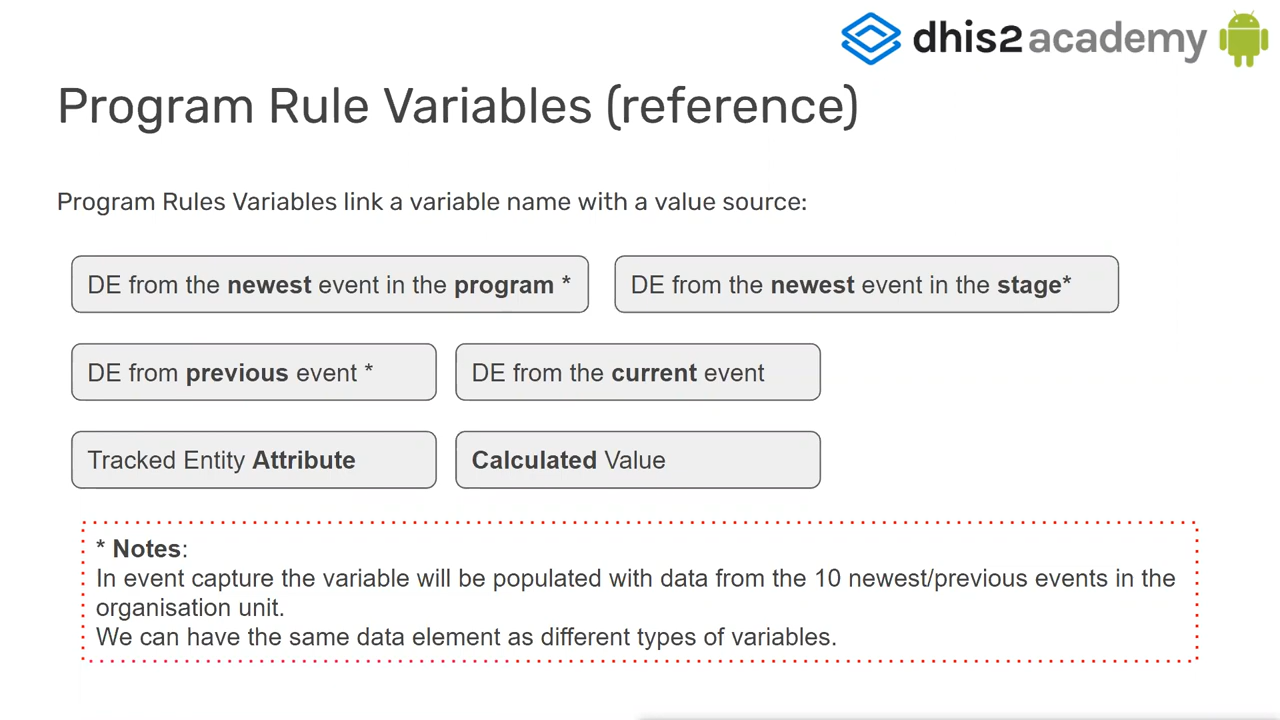 dhis2 academy
Program Rule Variables (reference)
Program Rules Variables link a variable name with a value source:
DE from the newest event in the program *
DE from the newest event in the stage*
DE from previous event *
DE from the current event
Tracked Entity Attribute
Calculated Value
* Notes:
In event capture the variable will be populated with data from the 10 newest/previous events in the
organisation unit.
We can have the same data element as different types of variables.